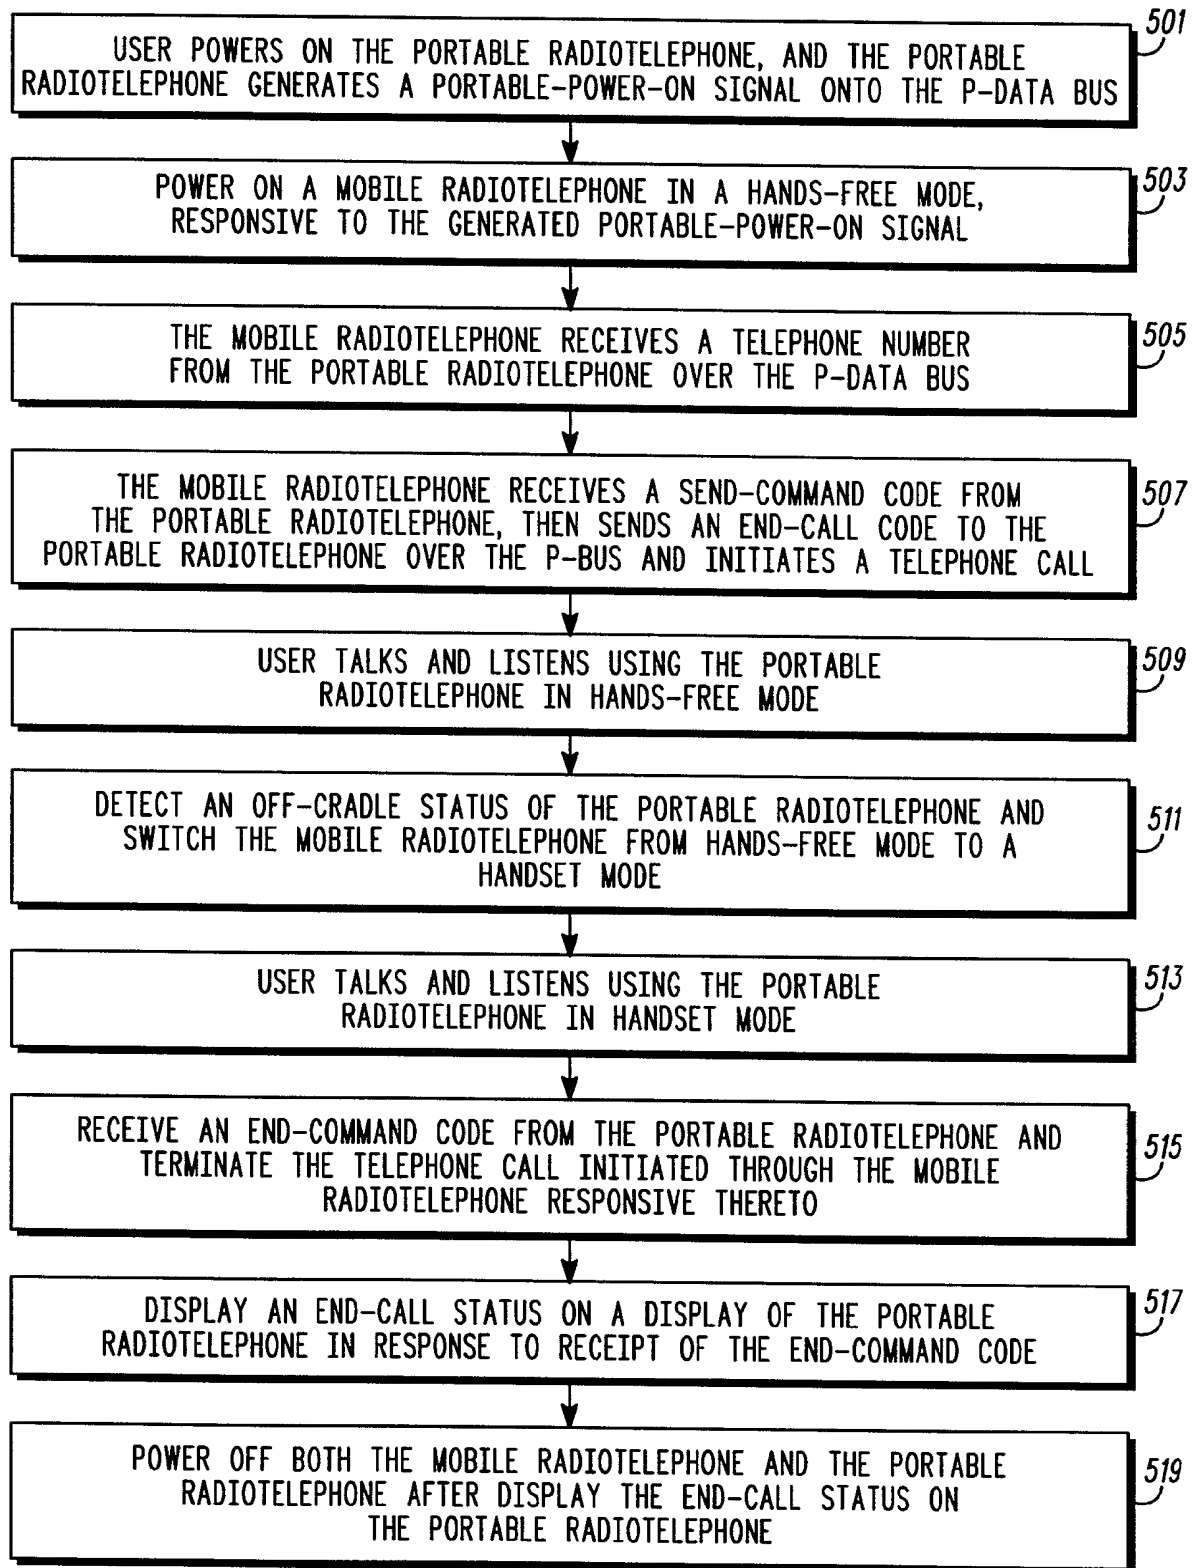 501
USER POWERS ON THE PORTABLE RADIOTELEPHONE, AND THE PORTABLE
RADIOTELEPHONE GENERATES A PORTABLE-POWER-ON SIGNAL ONTO THE P-DATA BUS
503
POWER ON A MOBILE RADIOTELEPHONE IN A HANDS-FREE MODE,
RESPONSIVE TO THE GENERATED PORTABLE-POWER-ON SIGNAL
505
THE MOBILE RADIOTELEPHONE RECEIVES A TELEPHONE NUMBER
FROM THE PORTABLE RADIOTELEPHONE OVER THE P-DATA BUS
507
THE MOBILE RADIOTELEPHONE RECEIVES A SEND-COMMAND CODE FROM
THE PORTABLE RADIOTELEPHONE, THEN SENDS AN END-CALL CODE TO THE
PORTABLE RADIOTELEPHONE OVER THE P-BUS AND INITIATES A TELEPHONE CALL
509
USER TALKS AND LISTENS USING THE PORTABLE
RADIOTELEPHONE IN HANDS-FREE MODE
511
DETECT AN OFF-CRADLE STATUS OF THE PORTABLE RADIOTELEPHONE AND
SWITCH THE MOBILE RADIOTELEPHONE FROM HANDS-FREE MODE TO A
HANDSET MODE
513
USER TALKS AND LISTENS USING THE PORTABLE
RADIOTELEPHONE IN HANDSET MODE
515
RECEIVE AN END-COMMAND CODE FROM THE PORTABLE RADIOTELEPHONE AND
TERMINATE THE TELEPHONE CALL INITIATED THROUGH THE MOBILE
RADIOTELEPHONE RESPONSIVE THERETO
517
DISPLAY AN END-CALL STATUS ON A DISPLAY OF THE PORTABLE
RADIOTELEPHONE IN RESPONSE TO RECEIPT OF THE END-COMMAND CODE
519
POWER OFF BOTH THE MOBILE RADIOTELEPHONE AND THE PORTABLE
RADIOTELEPHONE AFTER DISPLAY THE END-CALL STATUS ON
THE PORTABLE RADIOTELEPHONE